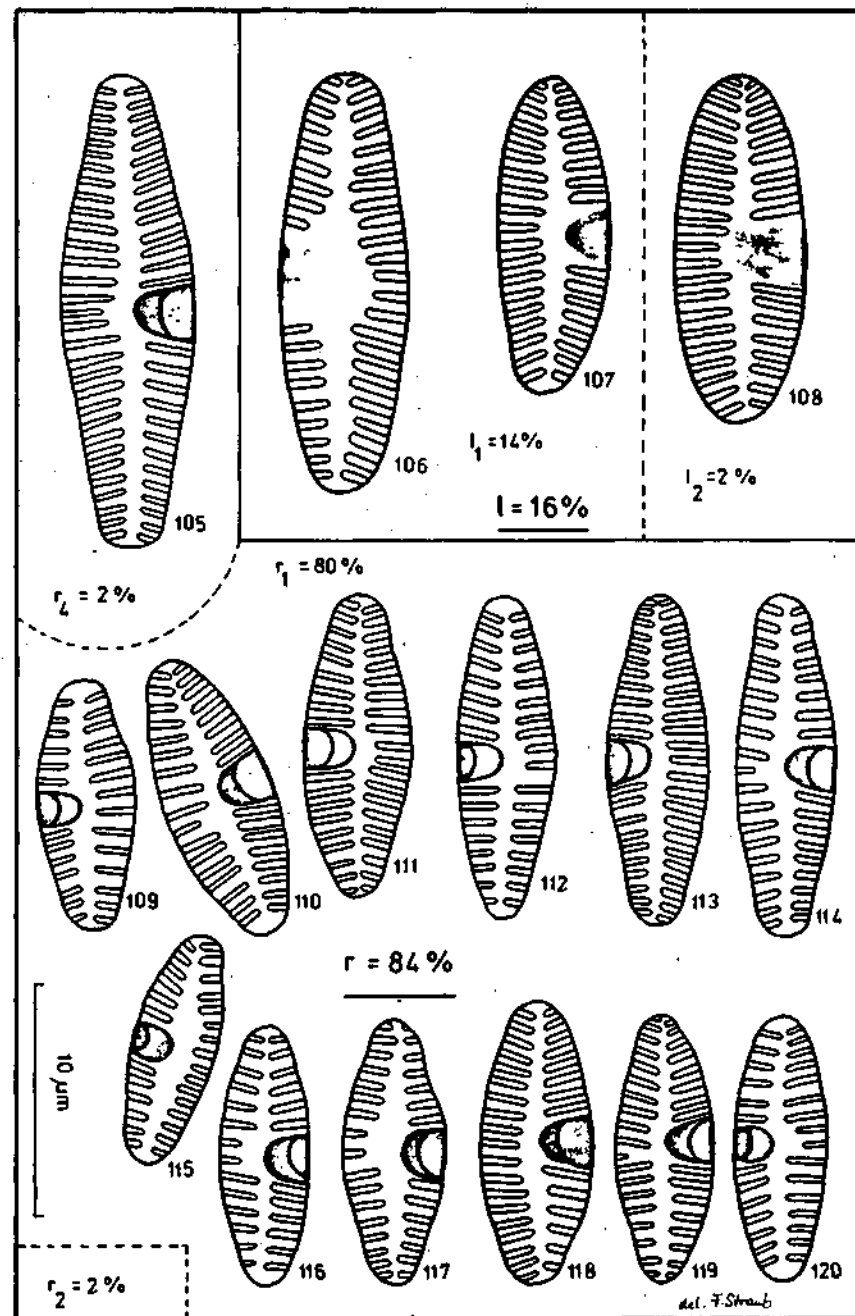 105
r4 = 2%
106
107
l1 = 14%
l = 16%
108
l2 = 2%
r1 = 80%
109
110
111
112
113
114
r = 84%
10 µm
115
116
117
118
119
120
r2 = 2%
del. F. Straub